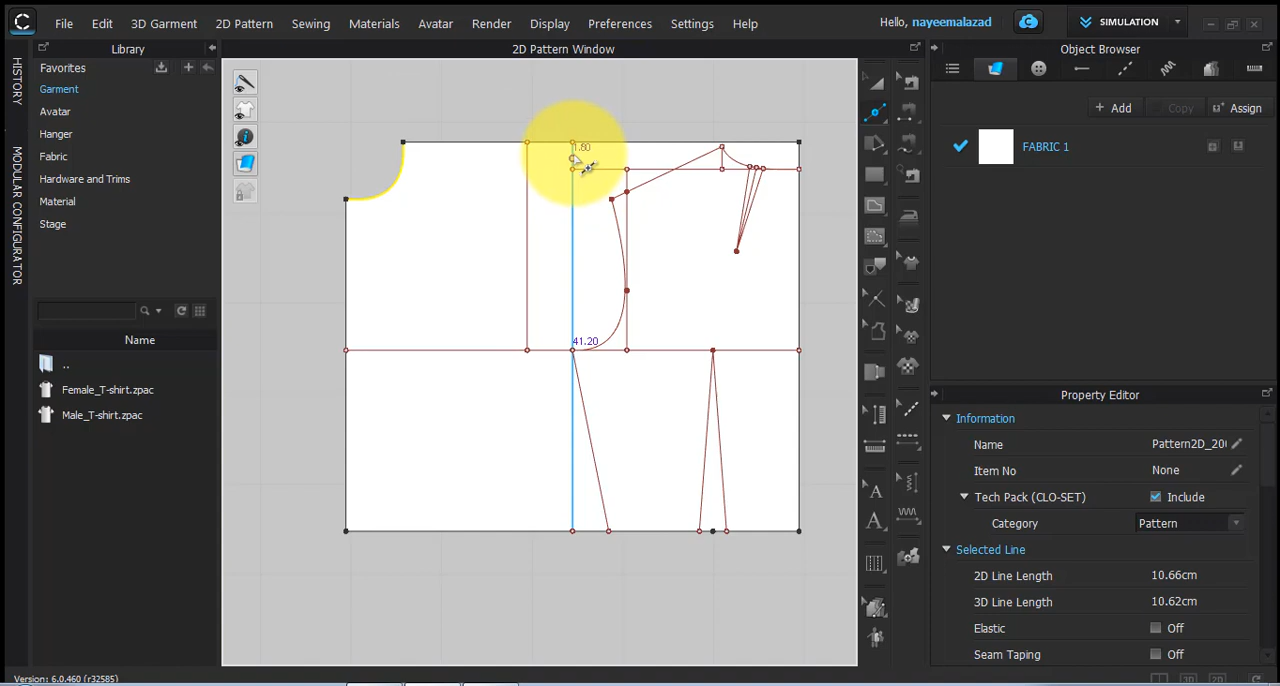 File Edit 3D Garment 2D Pattern Sewing Materials Avatar Render Display Preferences Settings Help
Hello, nayeemalazad
SIMULATION
HISTORY
MODULAR CONFIGURATOR
Library
Favorites
Garment
Avatar
Hanger
Fabric
Hardware and Trims
Material
Stage
Name
..
Female_T-shirt.zpac
Male_T-shirt.zpac
2D Pattern Window
1.80
41.20
Object Browser
+ Add Copy Assign
FABRIC 1
Property Editor
Information
Name Pattern2D_20
Item No None
Tech Pack (CLO-SET) Include
Category Pattern
Selected Line
2D Line Length 10.66cm
3D Line Length 10.62cm
Elastic Off
Seam Taping Off
Version: 6.0.460 (r32585)
3D 2D